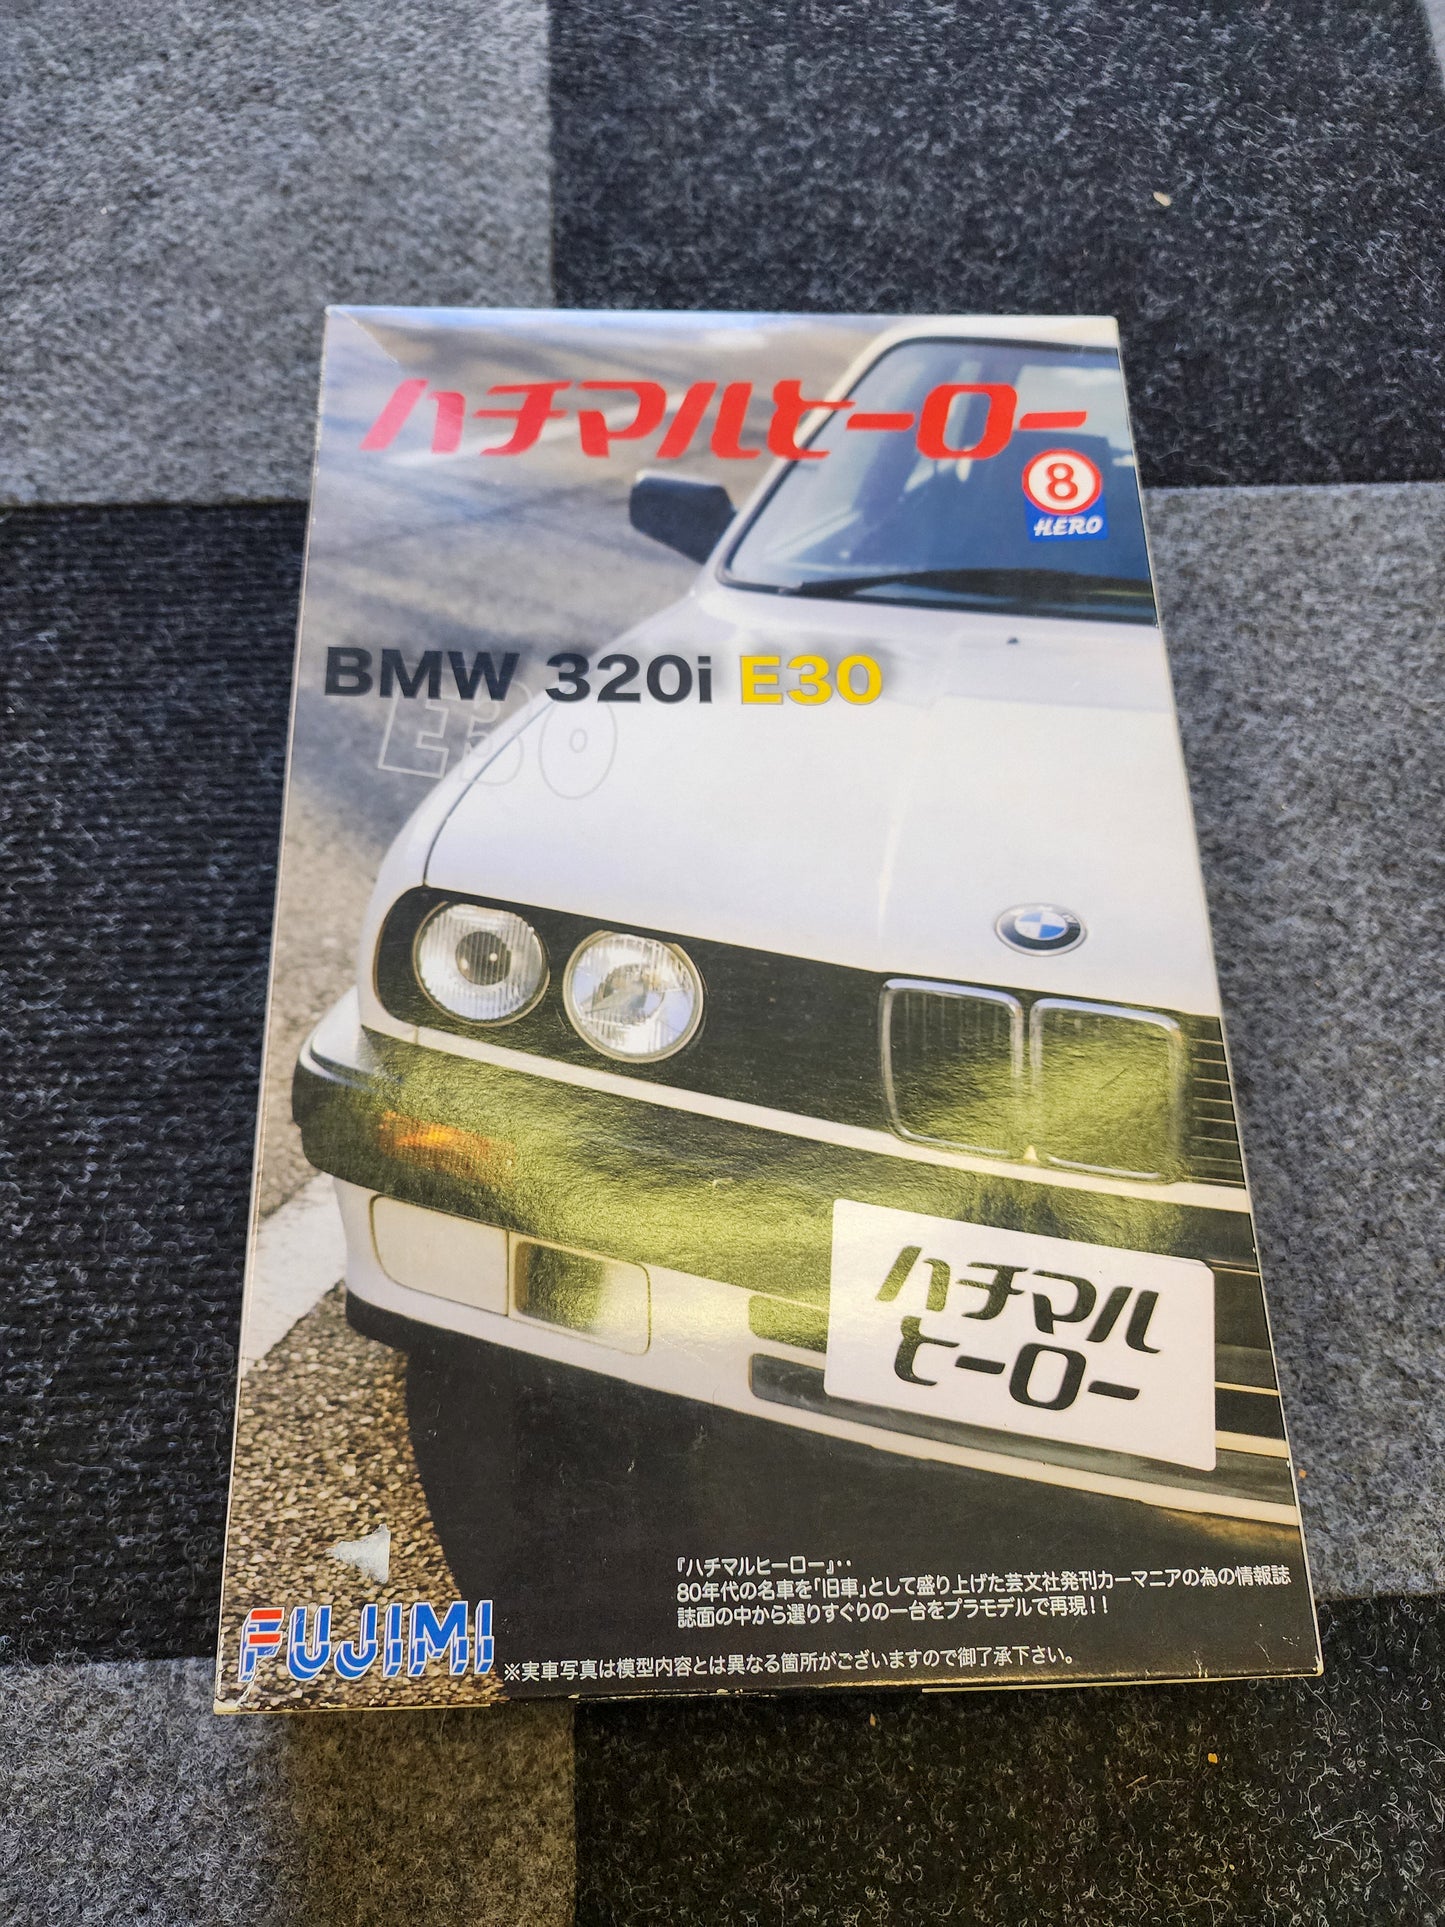 ハチマルヒーロー
8
HERO
BMW 320i E30
E30
ハチマル
ヒーロー
『ハチマルヒーロー』‥
80年代の名車を「旧車」として盛り上げた芸文社発刊カーマニアの為の情報誌
誌面の中から選りすぐりの一台をプラモデルで再現!!
FUJIMI
※実車写真は模型内容とは異なる箇所がございますので御了承下さい。